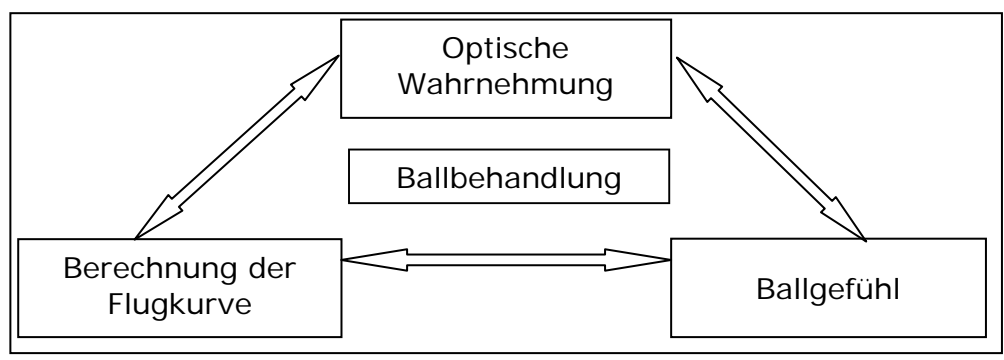 Optische
Wahrnehmung
Ballbehandlung
Berechnung der
Flugkurve
Ballgefühl